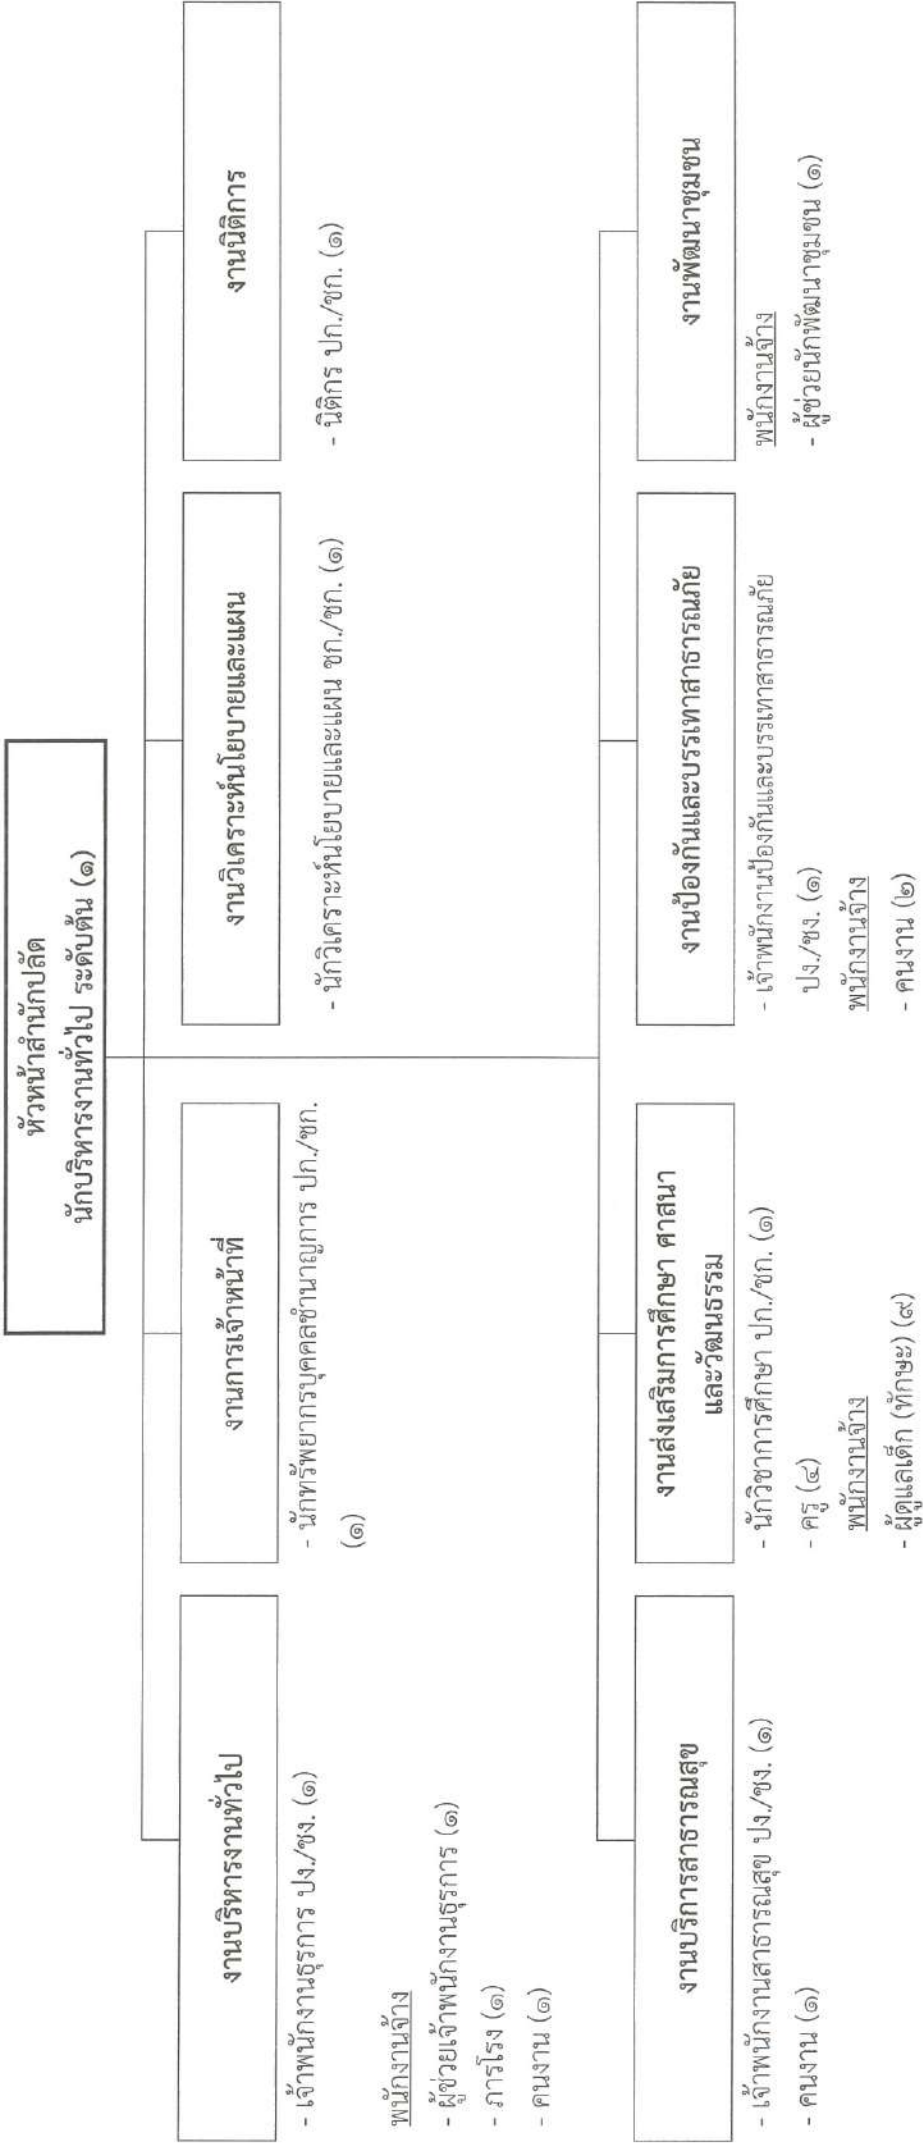 หัวหน้าสำนักปลัด
นักบริหารงานทั่วไป ระดับต้น (๑)
งานบริหารงานทั่วไป
- เจ้าพนักงานธุรการ ปง./ชง. (๑)
พนักงานจ้าง
- ผู้ช่วยเจ้าพนักงานธุรการ (๑)
- ภารโรง (๑)
- คนงาน (๑)
งานการเจ้าหน้าที่
- นักทรัพยากรบุคคลชำนาญการ ปก./ชก.
(๑)
งานวิเคราะห์นโยบายและแผน
- นักวิเคราะห์นโยบายและแผน ชก./ชก. (๑)
งานนิติการ
- นิติกร ปก./ชก. (๑)
งานบริการสาธารณสุข
- เจ้าพนักงานสาธารณสุข ปง./ชง. (๑)
- คนงาน (๑)
งานส่งเสริมการศึกษา ศาสนา
และวัฒนธรรม
- นักวิชาการศึกษา ปก./ชก. (๑)
- ครู (๔)
พนักงานจ้าง
- ผู้ดูแลเด็ก (ทักษะ) (๙)
งานป้องกันและบรรเทาสาธารณภัย
- เจ้าพนักงานป้องกันและบรรเทาสาธารณภัย
ปง./ชง. (๑)
พนักงานจ้าง
- คนงาน (๒)
งานพัฒนาชุมชน
พนักงานจ้าง
- ผู้ช่วยนักพัฒนาชุมชน (๑)